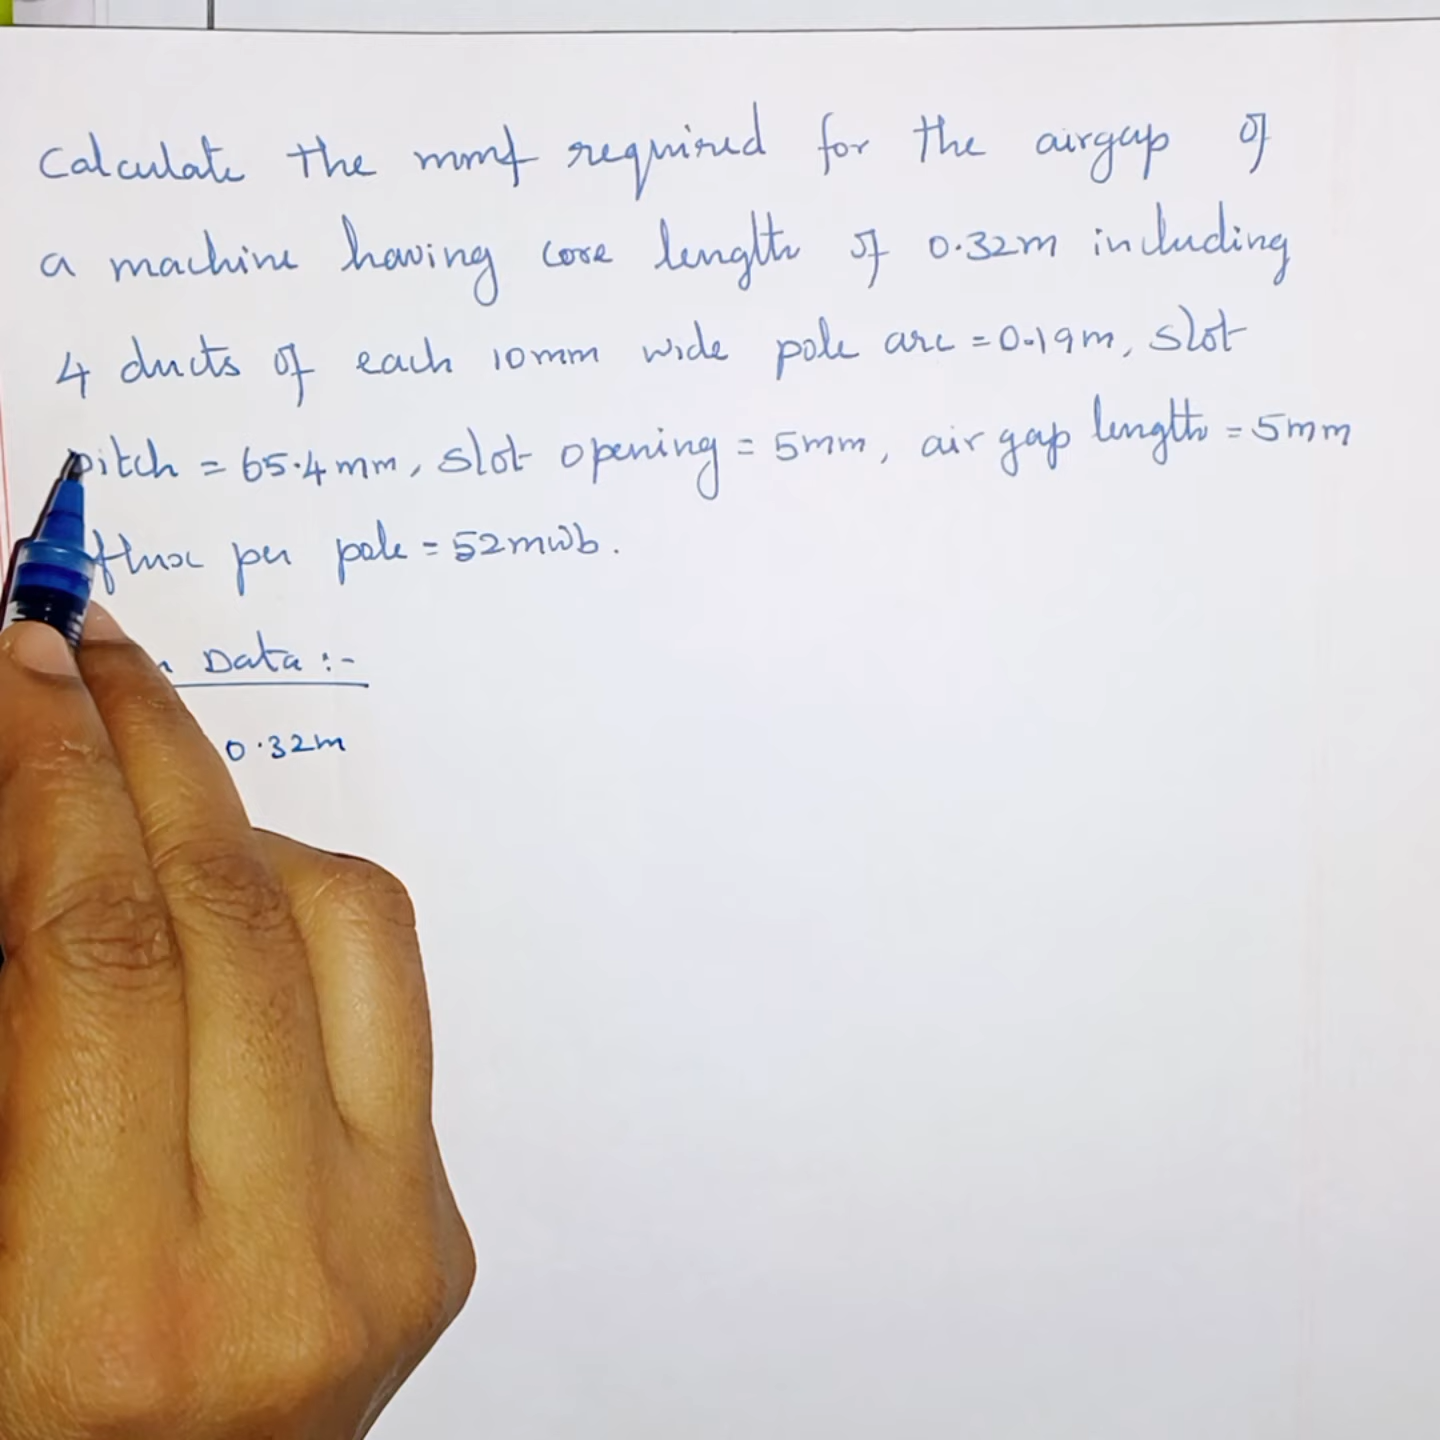 Calculate the mmf required for the airgap of
a machine having core length of 0.32m including
4 ducts of each 10mm wide pole arc = 0.19m, slot
pitch = 65.4mm, slot opening = 5mm, air gap length = 5mm
flux per pole = 52mwb.
Data :-
0.32m